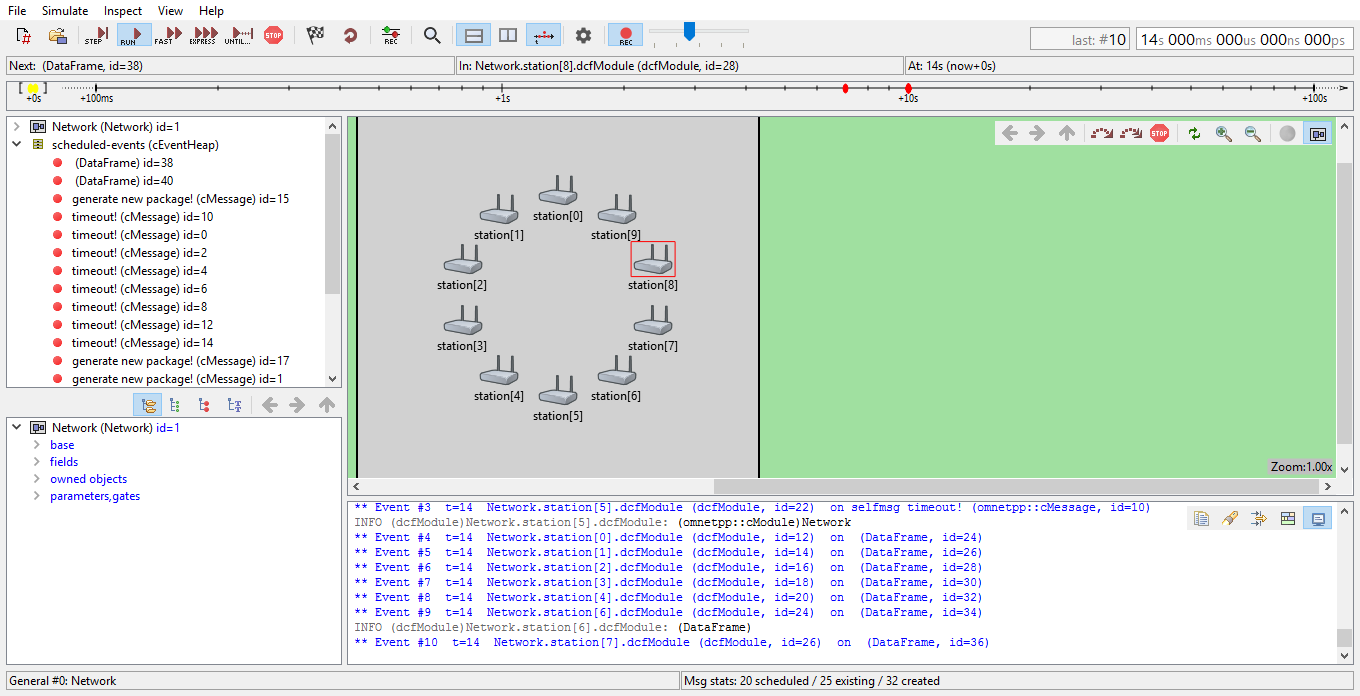 File Simulate Inspect View Help
STEP RUN FAST EXPRESS UNTIL... STOP REC REC last: #10 14s 000ms 000us 000ns 000ps
Next: (DataFrame, id=38) In: Network.station[8].dcfModule (dcfModule, id=28) At: 14s (now+0s)
[ ]
+0s +100ms +1s +10s +100s
Network (Network) id=1
scheduled-events (cEventHeap)
(DataFrame) id=38
(DataFrame) id=40
generate new package! (cMessage) id=15
timeout! (cMessage) id=10
timeout! (cMessage) id=0
timeout! (cMessage) id=2
timeout! (cMessage) id=4
timeout! (cMessage) id=6
timeout! (cMessage) id=8
timeout! (cMessage) id=12
timeout! (cMessage) id=14
generate new package! (cMessage) id=17
generate new package! (cMessage) id=1
Network (Network) id=1
base
fields
owned objects
parameters,gates
STOP
station[0]
station[1]
station[9]
station[2]
station[8]
station[3]
station[7]
station[4]
station[6]
station[5]
Zoom:1.00x
** Event #3 t=14 Network.station[5].dcfModule (dcfModule, id=22) on selfmsg timeout! (omnetpp::cMessage, id=10)
INFO (dcfModule)Network.station[5].dcfModule: (omnetpp::cModule)Network
** Event #4 t=14 Network.station[0].dcfModule (dcfModule, id=12) on (DataFrame, id=24)
** Event #5 t=14 Network.station[1].dcfModule (dcfModule, id=14) on (DataFrame, id=26)
** Event #6 t=14 Network.station[2].dcfModule (dcfModule, id=16) on (DataFrame, id=28)
** Event #7 t=14 Network.station[3].dcfModule (dcfModule, id=18) on (DataFrame, id=30)
** Event #8 t=14 Network.station[4].dcfModule (dcfModule, id=20) on (DataFrame, id=32)
** Event #9 t=14 Network.station[6].dcfModule (dcfModule, id=24) on (DataFrame, id=34)
INFO (dcfModule)Network.station[6].dcfModule: (DataFrame)
** Event #10 t=14 Network.station[7].dcfModule (dcfModule, id=26) on (DataFrame, id=36)
General #0: Network Msg stats: 20 scheduled / 25 existing / 32 created